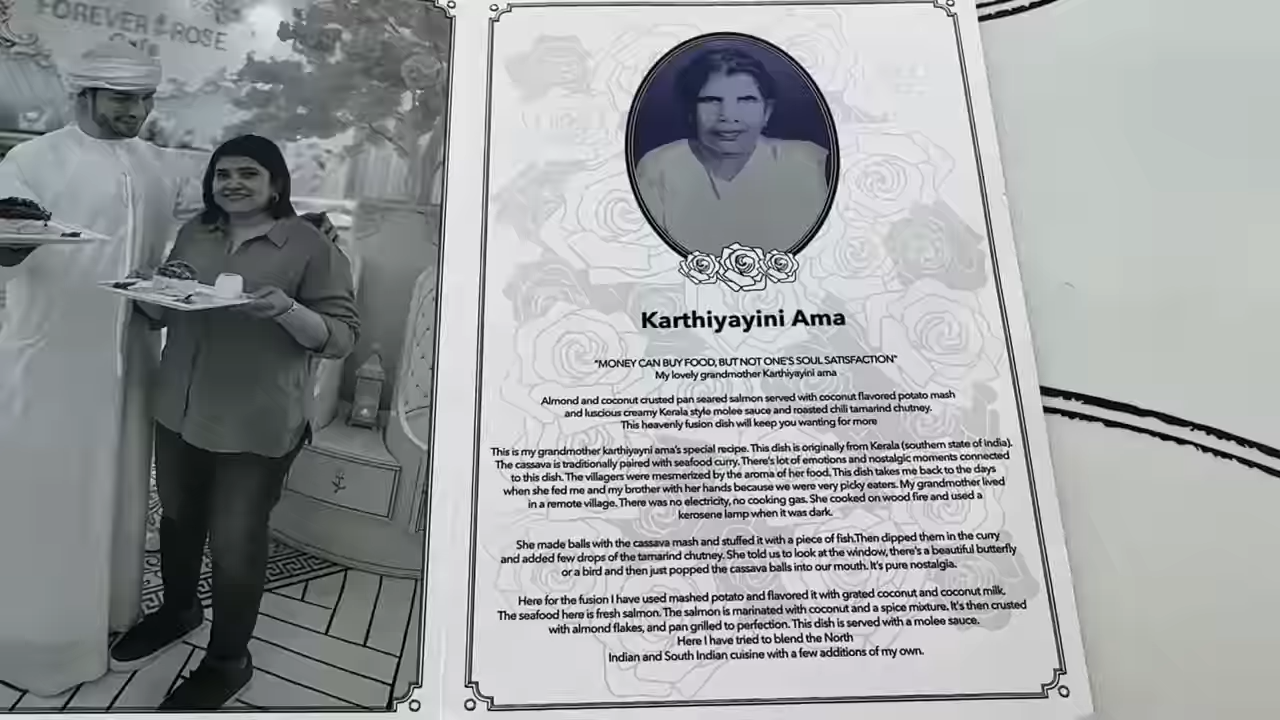 FOREVER ROSE
Cafe
Karthiyayini Ama
"MONEY CAN BUY FOOD, BUT NOT ONE'S SOUL SATISFACTION"
My lovely grandmother Karthiyayini ama
Almond and coconut crusted pan seared salmon served with coconut flavored potato mash
and luscious creamy Kerala style molee sauce and roasted chili tamarind chutney.
This heavenly fusion dish will keep you wanting for more
This is my grandmother karthiyayni ama's special recipe. This dish is originally from Kerala (southern state of india).
The cassava is traditionally paired with seafood curry. There's lot of emotions and nostalgic moments connected
to this dish. The villagers were mesmerized by the aroma of her food. This dish takes me back to the days
when she fed me and my brother with her hands because we were very picky eaters. My grandmother lived
in a remote village. There was no electricity, no cooking gas. She cooked on wood fire and used a
kerosene lamp when it was dark.
She made balls with the cassava mash and stuffed it with a piece of fish.Then dipped them in the curry
and added few drops of the tamarind chutney. She told us to look at the window, there's a beautiful butterfly
or a bird and then just popped the cassava balls into our mouth. It's pure nostalgia.
Here for the fusion I have used mashed potato and flavored it with grated coconut and coconut milk.
The seafood here is fresh salmon. The salmon is marinated with coconut and a spice mixture. It's then crusted
with almond flakes, and pan grilled to perfection. This dish is served with a molee sauce.
Here I have tried to blend the North
Indian and South Indian cuisine with a few additions of my own.